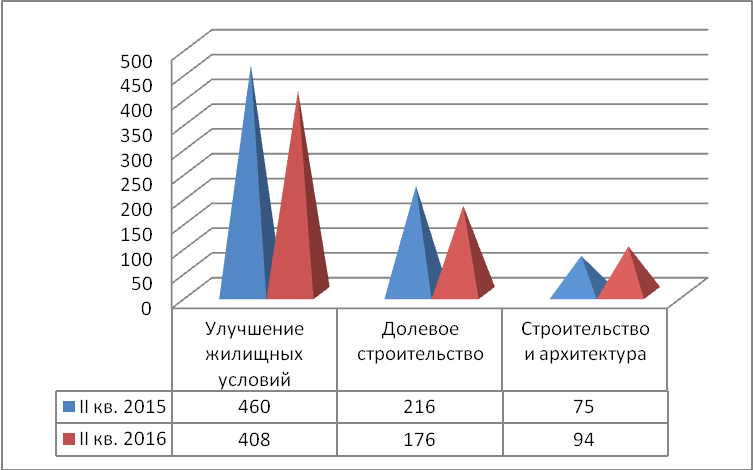 500
450
400
350
300
250
200
150
100
50
0
Улучшение жилищных условий
Долевое строительство
Строительство и архитектура
II кв. 2015 460 216 75
II кв. 2016 408 176 94